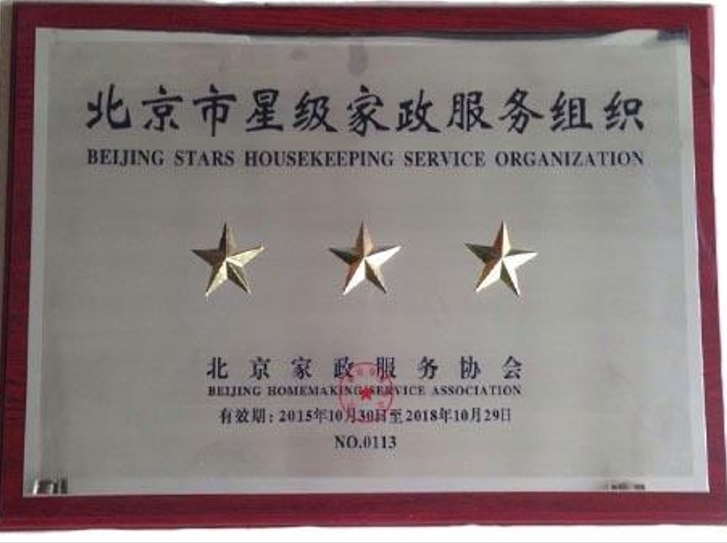 北京市星级家政服务组织
BEIJING STARS HOUSEKEEPING SERVICE ORGANIZATION
北京家政服务协会
BEIJING HOMEMAKING SERVICE ASSOCIATION
有效期：2015年10月30日至2018年10月29日
NO.0113